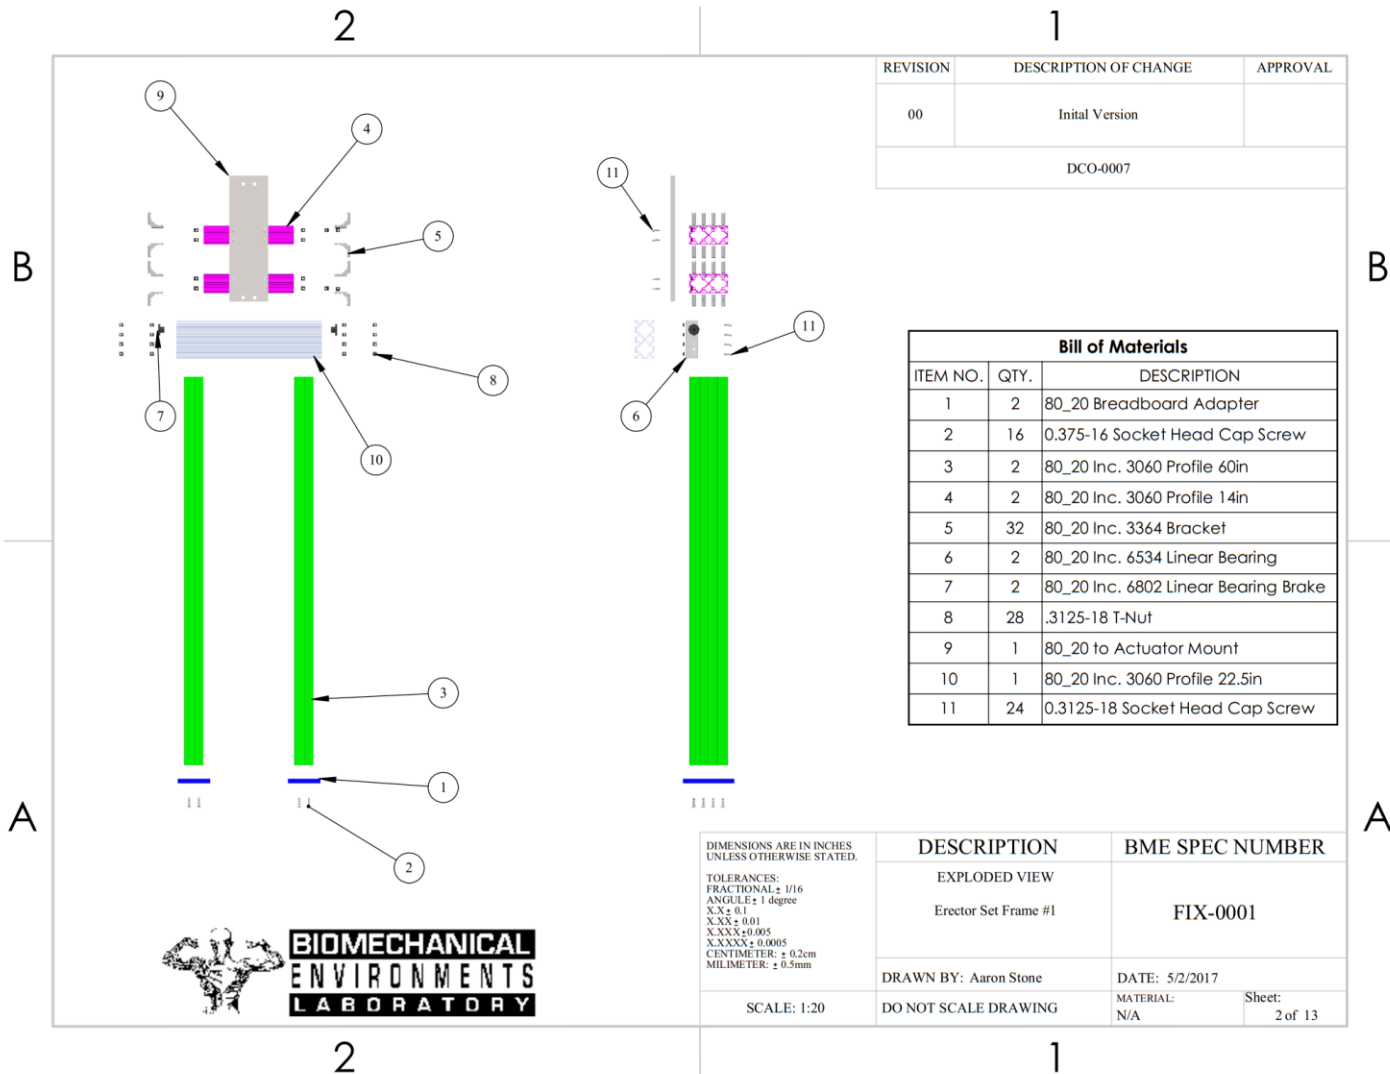 2
1
REVISION DESCRIPTION OF CHANGE APPROVAL
00 Inital Version
DCO-0007
9
4
11
5
B
B
11
8
7
6
10
Bill of Materials
ITEM NO. QTY. DESCRIPTION
1 2 80_20 Breadboard Adapter
2 16 0.375-16 Socket Head Cap Screw
3 2 80_20 Inc. 3060 Profile 60in
4 2 80_20 Inc. 3060 Profile 14in
5 32 80_20 Inc. 3364 Bracket
6 2 80_20 Inc. 6534 Linear Bearing
7 2 80_20 Inc. 6802 Linear Bearing Brake
8 28 .3125-18 T-Nut
9 1 80_20 to Actuator Mount
10 1 80_20 Inc. 3060 Profile 22.5in
11 24 0.3125-18 Socket Head Cap Screw
3
1
A
A
2
DIMENSIONS ARE IN INCHES
UNLESS OTHERWISE STATED.
TOLERANCES:
FRACTIONAL± 1/16
ANGULE± 1 degree
X.X± 0.1
X.XX± 0.01
X.XXX±0.005
X.XXXX± 0.0005
CENTIMETER: ± 0.2cm
MILIMETER: ± 0.5mm
SCALE: 1:20
DESCRIPTION
EXPLODED VIEW
Erector Set Frame #1
BME SPEC NUMBER
FIX-0001
DRAWN BY: Aaron Stone
DATE: 5/2/2017
DO NOT SCALE DRAWING
MATERIAL:
N/A
Sheet:
2 of 13
BIOMECHANICAL
ENVIRONMENTS
LABORATORY
2
1